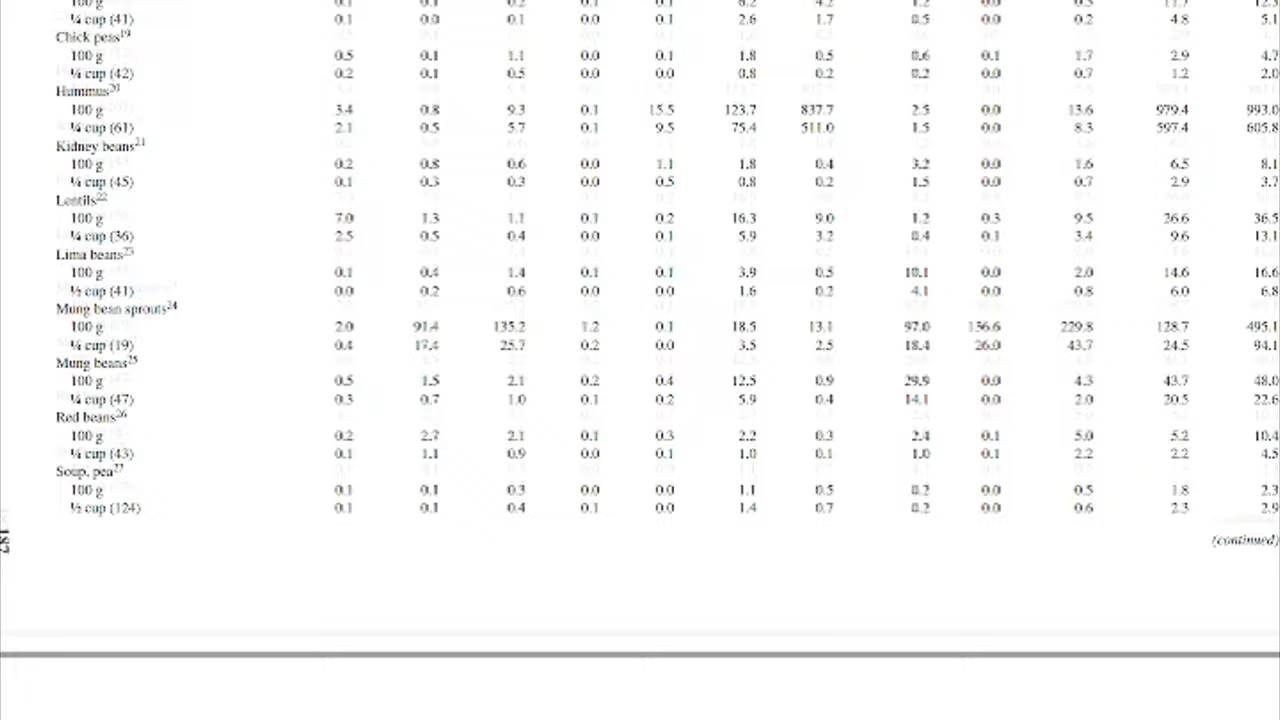 ¼ cup (41) 0.1 0.0 0.1 0.0 0.1 2.6 1.7 0.5 0.0 0.2 4.8 5.1
Chick peas19
100 g 0.5 0.1 1.1 0.0 0.1 1.8 0.5 0.6 0.1 1.7 2.9 4.7
¼ cup (42) 0.2 0.1 0.5 0.0 0.0 0.8 0.2 0.2 0.0 0.7 1.2 2.0
Hummus20
100 g 3.4 0.8 9.3 0.1 15.5 123.7 837.7 2.5 0.0 13.6 979.4 993.0
¼ cup (61) 2.1 0.5 5.7 0.1 9.5 75.4 511.0 1.5 0.0 8.3 597.4 605.8
Kidney beans21
100 g 0.2 0.8 0.6 0.0 1.1 1.8 0.4 3.2 0.0 1.6 6.5 8.1
¼ cup (45) 0.1 0.3 0.3 0.0 0.5 0.8 0.2 1.5 0.0 0.7 2.9 3.7
Lentils22
100 g 7.0 1.3 1.1 0.1 0.2 16.3 9.0 1.2 0.3 9.5 26.6 36.5
¼ cup (36) 2.5 0.5 0.4 0.0 0.1 5.9 3.2 0.4 0.1 3.4 9.6 13.1
Lima beans23
100 g 0.1 0.4 1.4 0.1 0.1 3.9 0.5 10.1 0.0 2.0 14.6 16.6
½ cup (41) 0.0 0.2 0.6 0.0 0.0 1.6 0.2 4.1 0.0 0.8 6.0 6.8
Mung bean sprouts24
100 g 2.0 91.4 135.2 1.2 0.1 18.5 13.1 97.0 136.6 229.8 128.7 495.1
¼ cup (19) 0.4 17.4 25.7 0.2 0.0 3.5 2.5 18.4 26.0 43.7 24.5 94.1
Mung beans25
100 g 0.5 1.5 2.1 0.2 0.4 12.5 0.9 29.9 0.0 4.3 43.7 48.0
¼ cup (47) 0.3 0.7 1.0 0.1 0.2 5.9 0.4 14.1 0.0 2.0 20.5 22.6
Red beans26
100 g 0.2 2.7 2.1 0.1 0.3 2.2 0.3 2.4 0.1 5.0 5.2 10.4
¼ cup (43) 0.1 1.1 0.9 0.0 0.1 1.0 0.1 1.0 0.1 2.2 2.2 4.5
Soup, pea27
100 g 0.1 0.1 0.3 0.0 0.0 1.1 0.5 0.2 0.0 0.5 1.8 2.3
½ cup (124) 0.1 0.1 0.4 0.1 0.0 1.4 0.7 0.2 0.0 0.6 2.3 2.9
187
(continued)